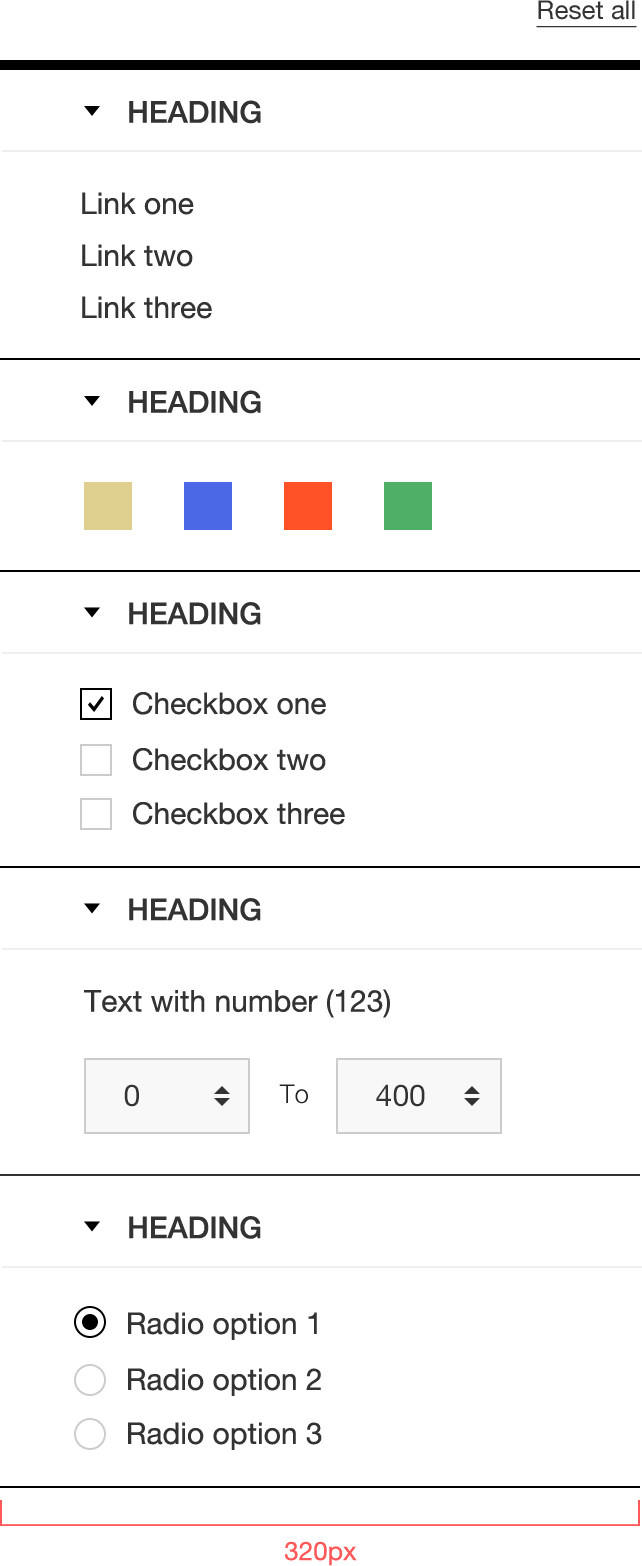 Reset all
HEADING
Link one
Link two
Link three
HEADING
HEADING
Checkbox one
Checkbox two
Checkbox three
HEADING
Text with number (123)
0 To 400
HEADING
Radio option 1
Radio option 2
Radio option 3
320px